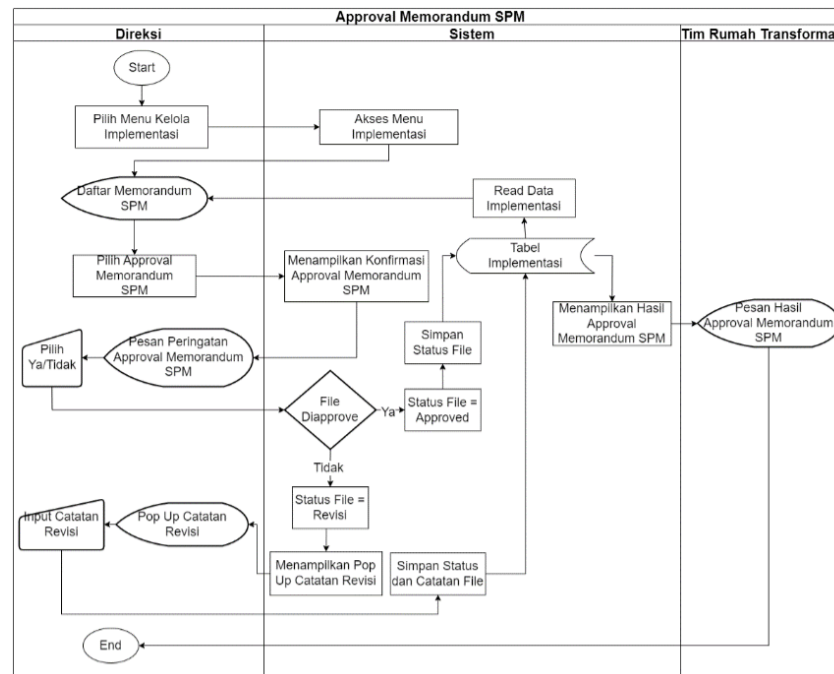 Approval Memorandum SPM
Direksi
Sistem
Tim Rumah Transforma
Start
Pilih Menu Kelola
Implementasi
Akses Menu
Implementasi
Daftar Memorandum
SPM
Read Data
Implementasi
Pilih Approval
Memorandum
SPM
Menampilkan Konfirmasi
Approval Memorandum
SPM
Tabel
Implementasi
Menampilkan Hasil
Approval
Memorandum SPM
Pesan Hasil
Approval Memorandum
SPM
Pilih
Ya/Tidak
Pesan Peringatan
Approval Memorandum
SPM
Simpan
Status File
File
Diapprove
Ya
Status File =
Approved
Tidak
Status File =
Revisi
Input Catatan
Revisi
Pop Up Catatan
Revisi
Menampilkan Pop
Up Catatan Revisi
Simpan Status
dan Catatan File
End